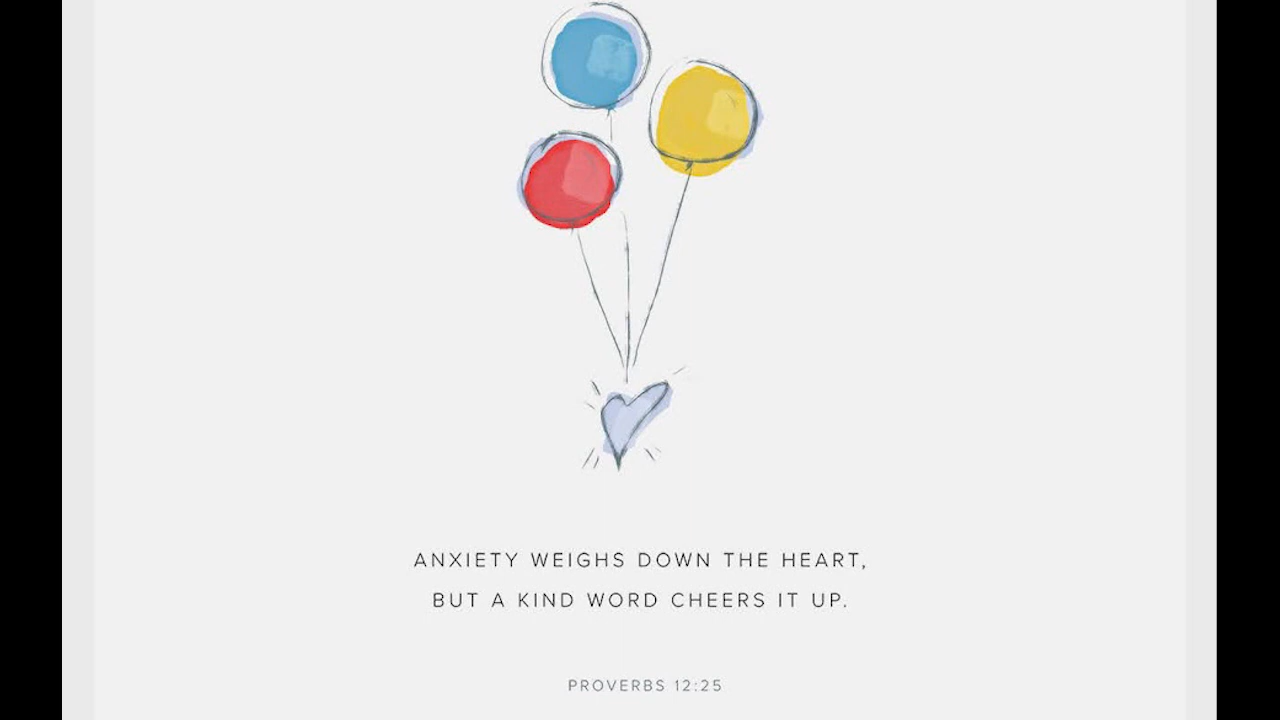 ANXIETY WEIGHS DOWN THE HEART,
BUT A KIND WORD CHEERS IT UP.
PROVERBS 12:25